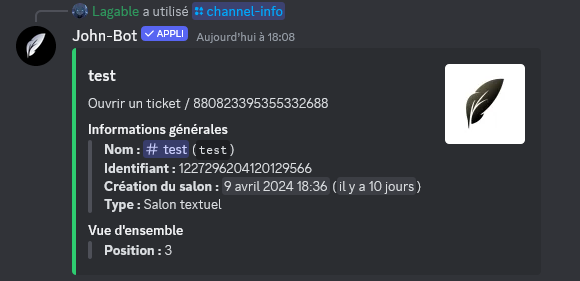 Lagable a utilisé channel-info
John-Bot ✓ APPLI Aujourd'hui à 18:08
test
Ouvrir un ticket / 880823395355332688
Informations générales
Nom : # test (test)
Identifiant : 1227296204120129566
Création du salon : 9 avril 2024 18:36 (il y a 10 jours)
Type : Salon textuel
Vue d'ensemble
Position : 3